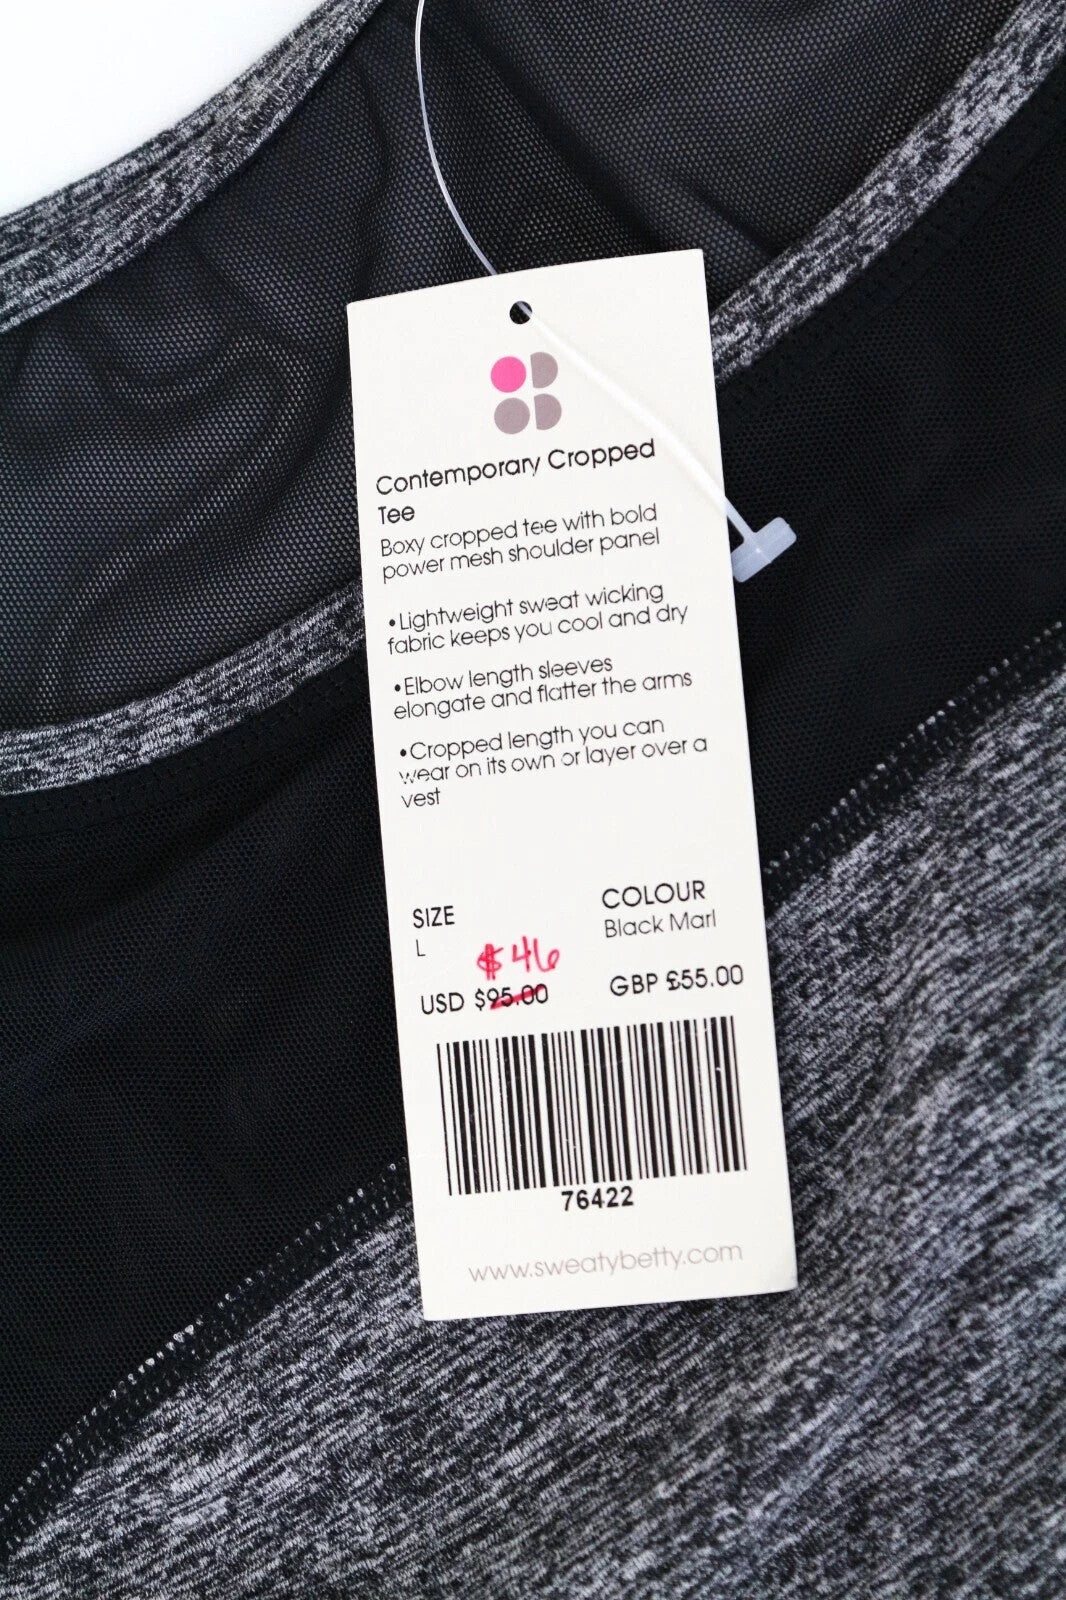 Contemporary Cropped
Tee
Boxy cropped tee with bold
power mesh shoulder panel
•Lightweight sweat wicking
fabric keeps you cool and dry
•Elbow length sleeves
elongate and flatter the arms
•Cropped length you can
wear on its own or layer over a
vest
SIZE COLOUR
L Black Marl
$46
USD $95.00 GBP £55.00
76422
www.sweatybetty.com